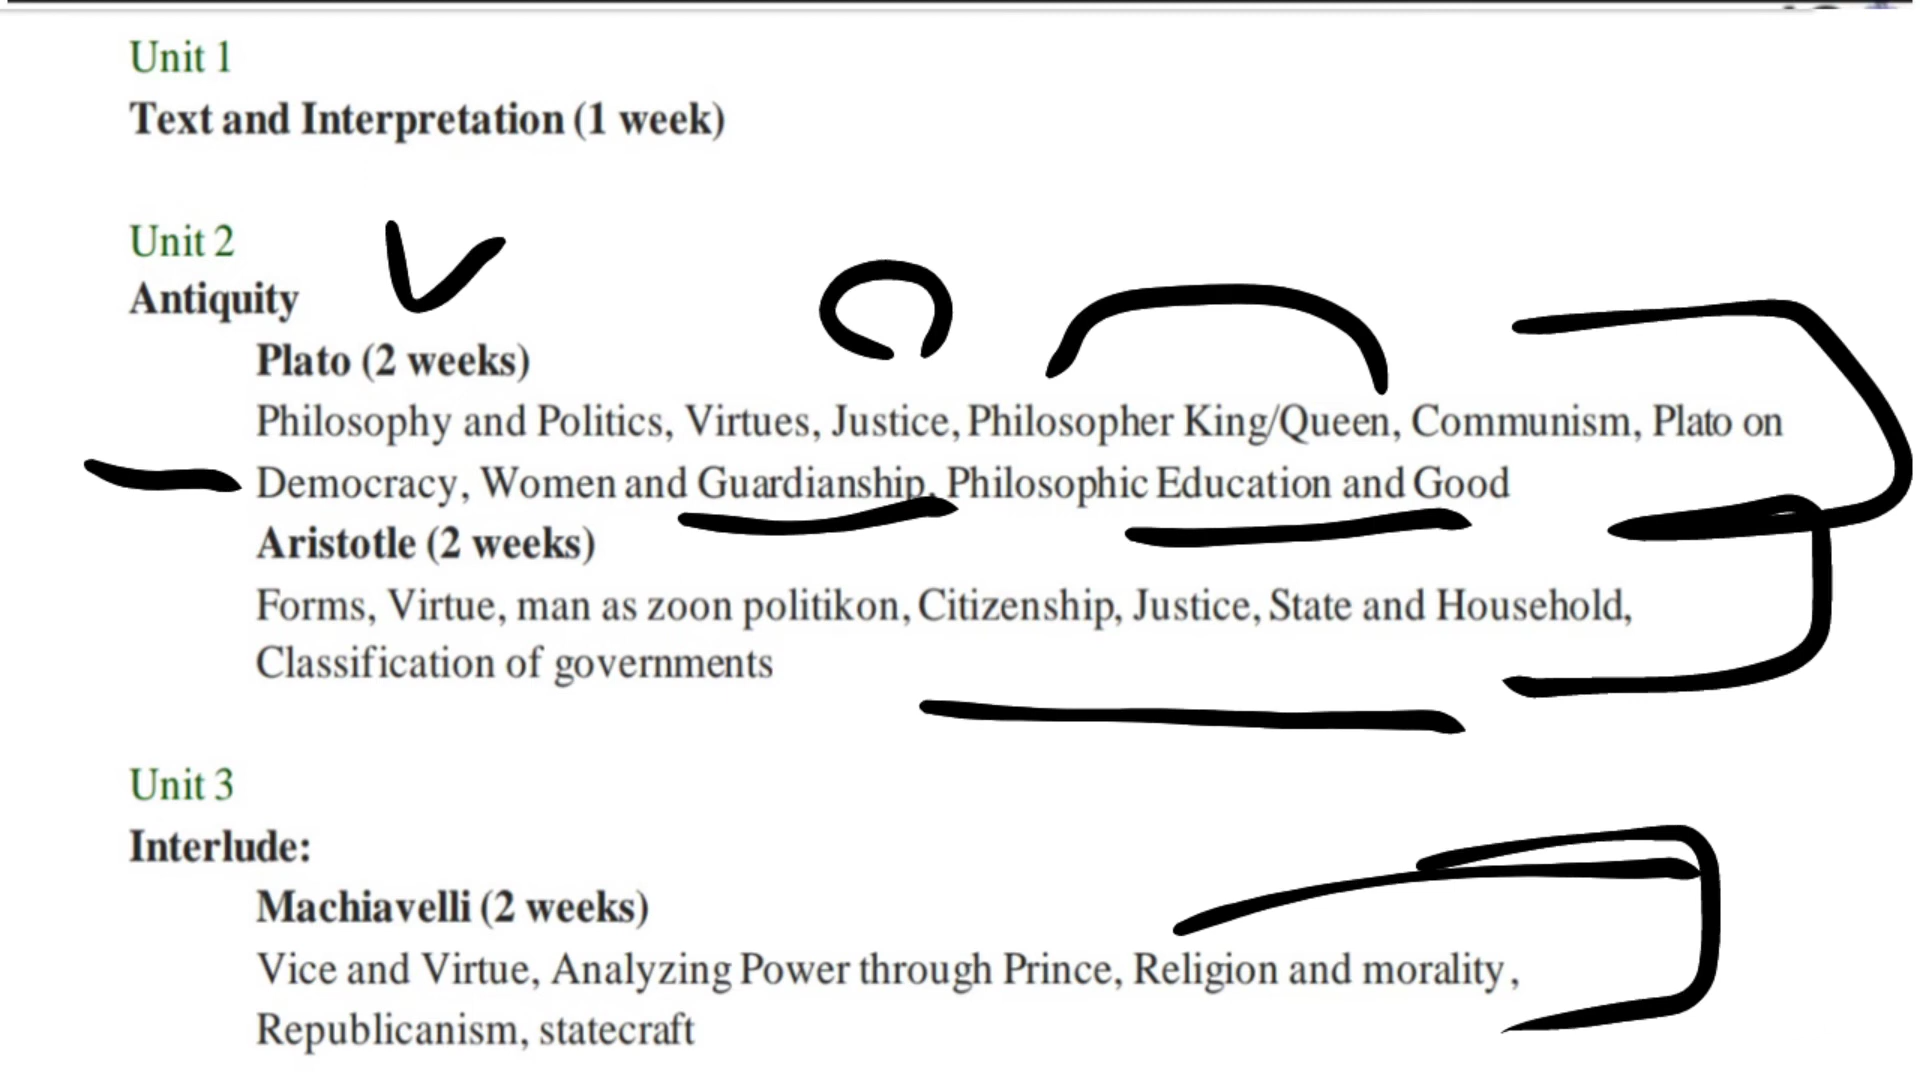 Unit 1
Text and Interpretation (1 week)
Unit 2
Antiquity
Plato (2 weeks)
Philosophy and Politics, Virtues, Justice, Philosopher King/Queen, Communism, Plato on
Democracy, Women and Guardianship, Philosophic Education and Good
Aristotle (2 weeks)
Forms, Virtue, man as zoon politikon, Citizenship, Justice, State and Household,
Classification of governments
Unit 3
Interlude:
Machiavelli (2 weeks)
Vice and Virtue, Analyzing Power through Prince, Religion and morality,
Republicanism, statecraft